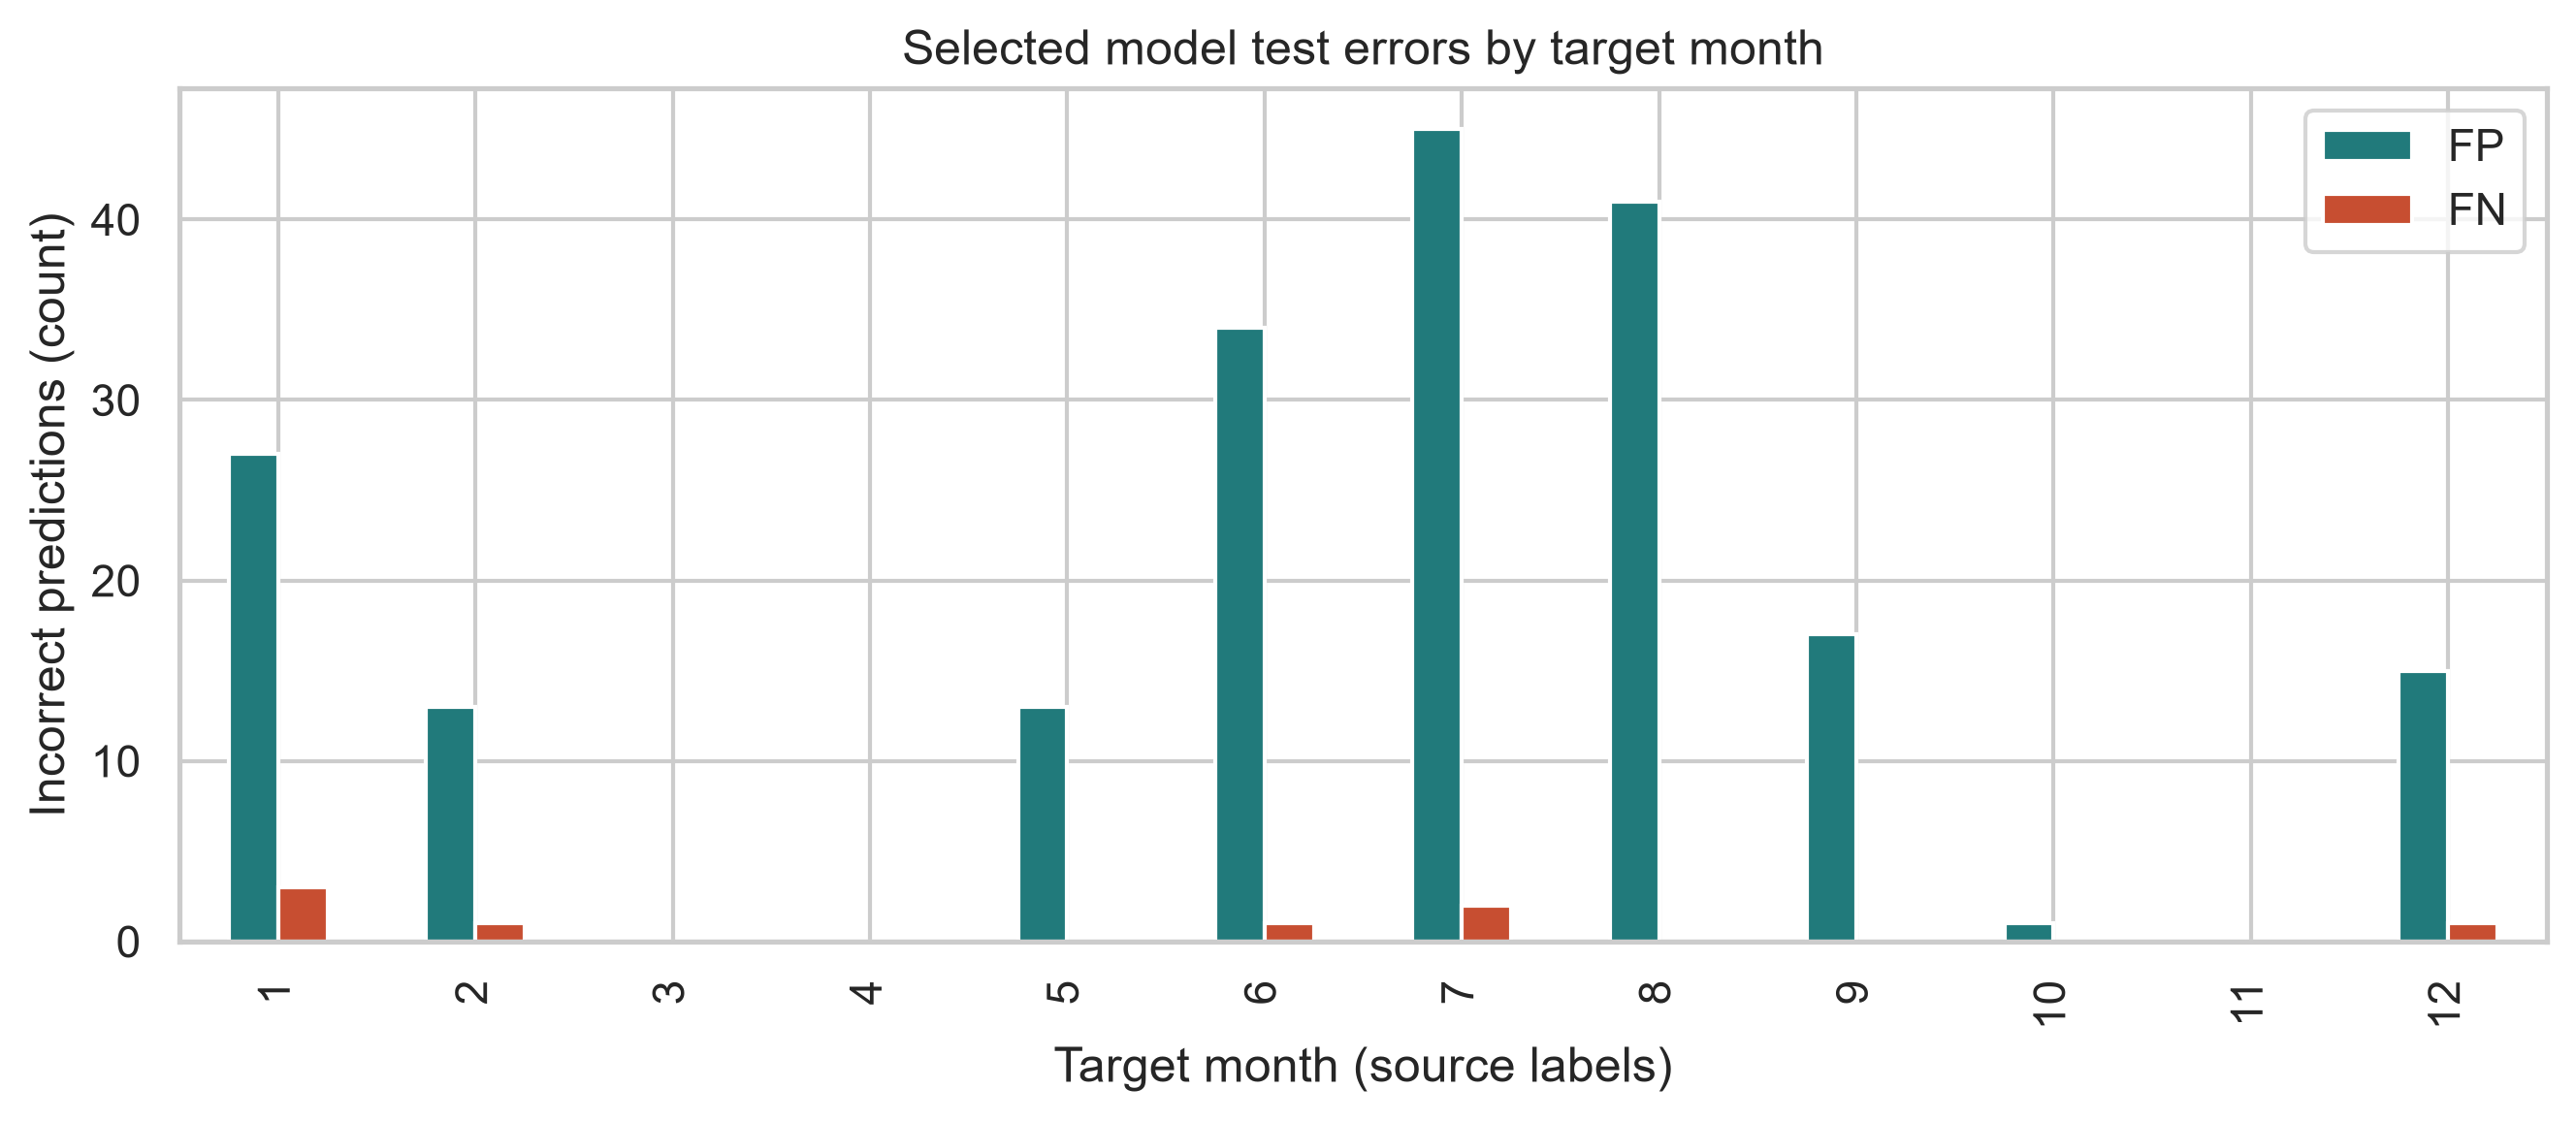 Selected model test errors by target month
FP
FN
Incorrect predictions (count)
40
30
20
10
0
1 2 3 4 5 6 7 8 9 10 11 12
Target month (source labels)